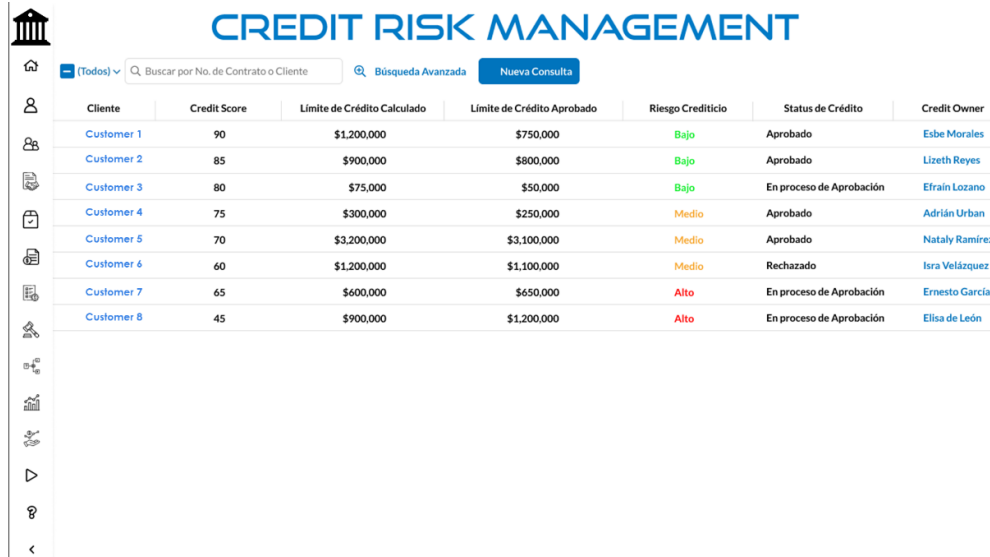 CREDIT RISK MANAGEMENT
(Todos) Buscar por No. de Contrato o Cliente Búsqueda Avanzada Nueva Consulta
Cliente Credit Score Límite de Crédito Calculado Límite de Crédito Aprobado Riesgo Crediticio Status de Crédito Credit Owner
Customer 1 90 $1,200,000 $750,000 Bajo Aprobado Esbe Morales
Customer 2 85 $900,000 $800,000 Bajo Aprobado Lizeth Reyes
Customer 3 80 $75,000 $50,000 Bajo En proceso de Aprobación Efraín Lozano
Customer 4 75 $300,000 $250,000 Medio Aprobado Adrián Urban
Customer 5 70 $3,200,000 $3,100,000 Medio Aprobado Nataly Ramírez
Customer 6 60 $1,200,000 $1,100,000 Medio Rechazado Isra Velázquez
Customer 7 65 $600,000 $650,000 Alto En proceso de Aprobación Ernesto García
Customer 8 45 $900,000 $1,200,000 Alto En proceso de Aprobación Elisa de León